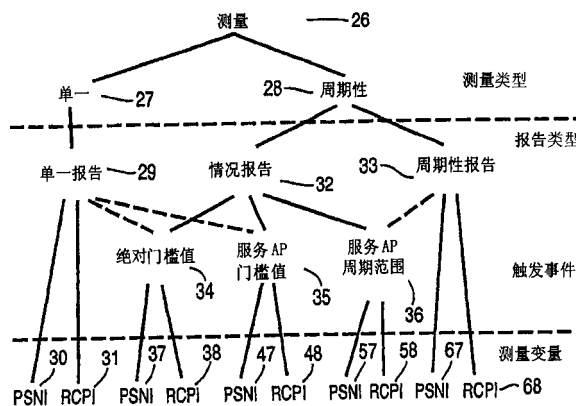 测量 26
单一 27 28 周期性 测量类型
报告类型
单一报告 29 情况报告 32 33 周期性报告
绝对门槛值 34 服务AP 门槛值 35 服务AP 周期范围 36 触发事件
30 31 37 38 47 48 57 58 67 测量变量
PSNI RCPI PSNI RCPI PSNI RCPI PSNI RCPI PSNI RCPI 68